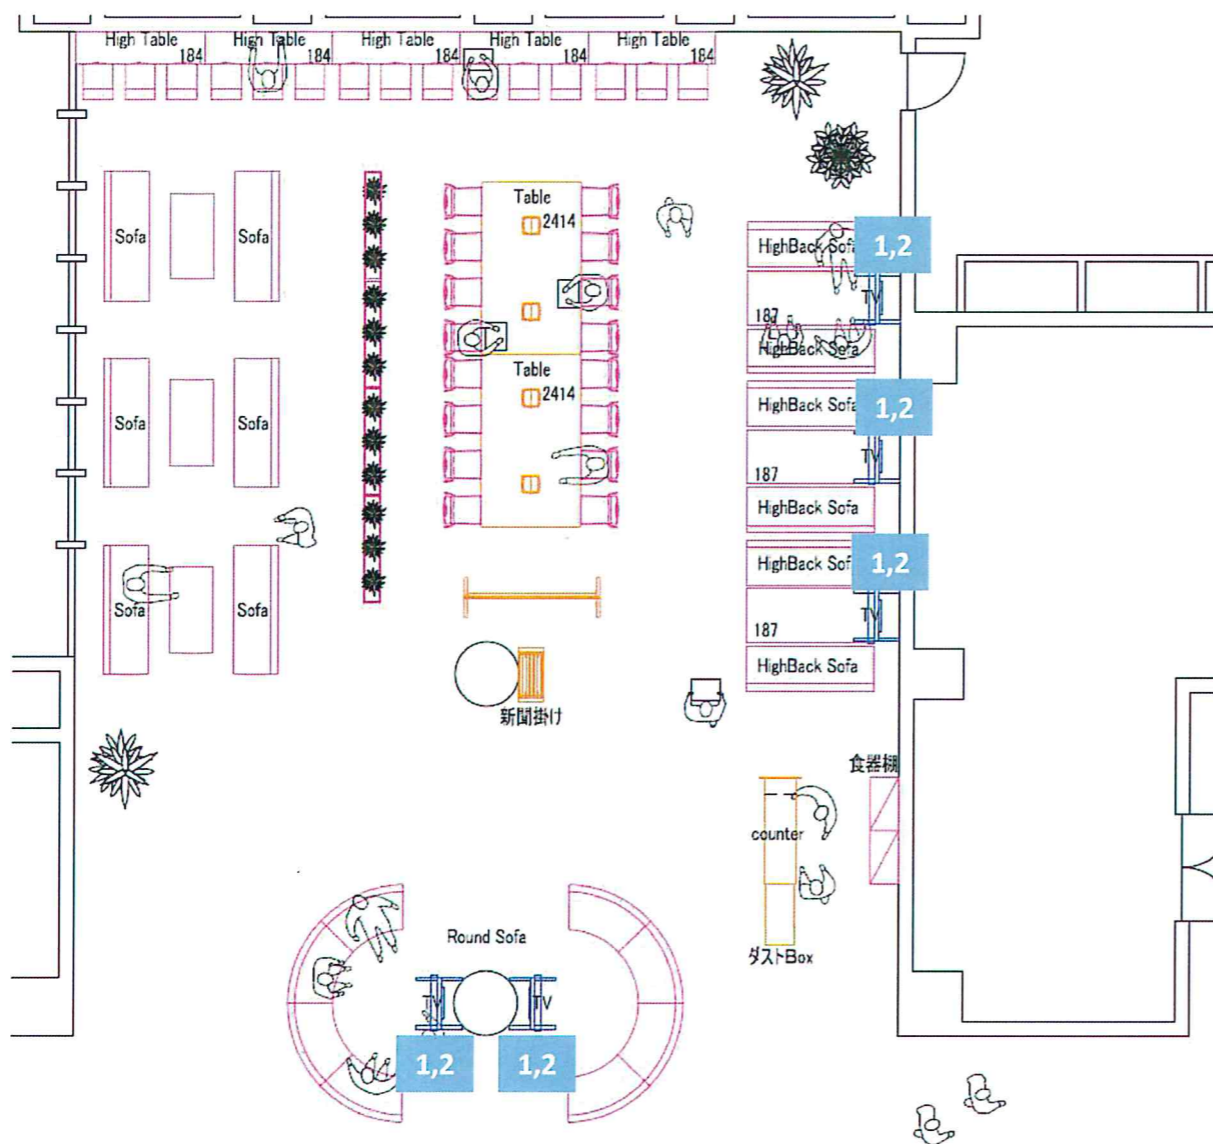 High Table
High Table
High Table
High Table
High Table
184
184
184
184
Sofa
Sofa
Table
2414
HighBack Sofa
1,2
TV
187
HighBack Sofa
Sofa
Sofa
Table
2414
HighBack Sofa
1,2
TV
187
HighBack Sofa
Sofa
Sofa
HighBack Sofa
1,2
TV
187
HighBack Sofa
新聞掛け
食器棚
counter
ダストBox
Round Sofa
TV
TV
1,2
1,2